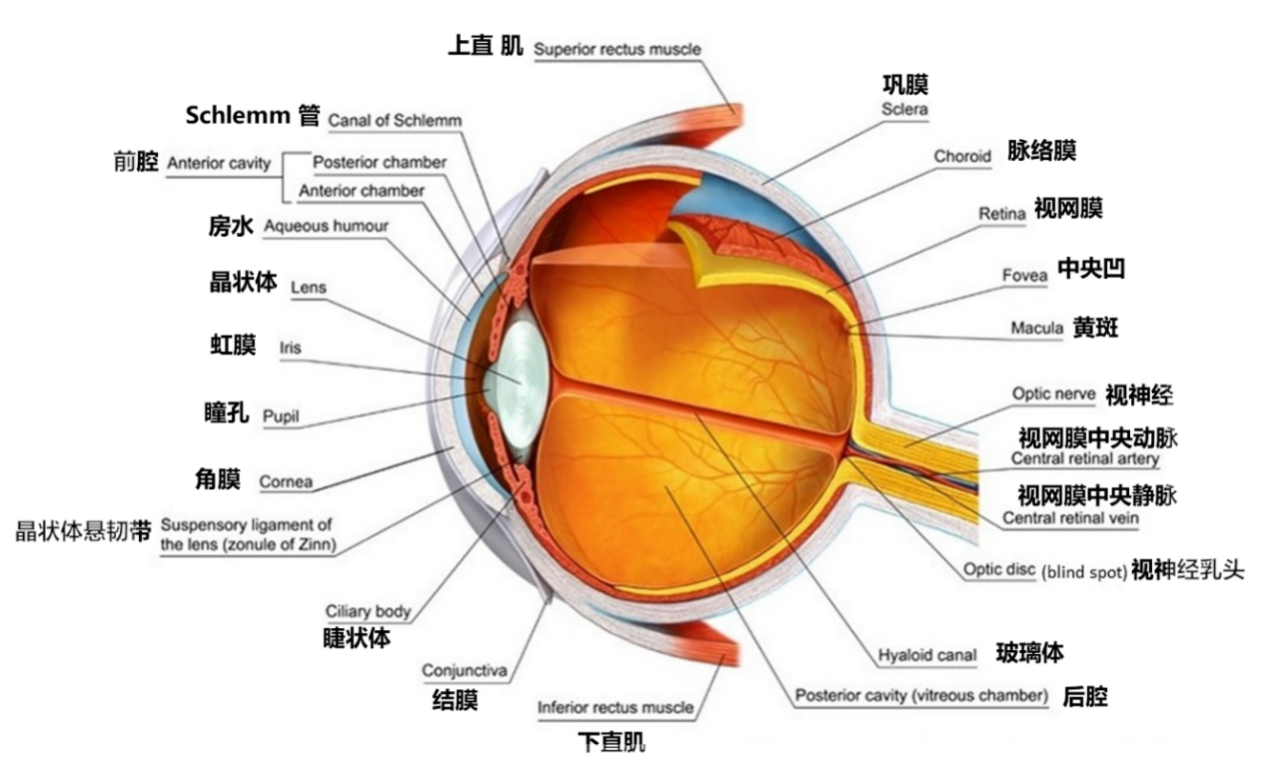 上直 肌 Superior rectus muscle
巩膜
Sclera
Schlemm 管 Canal of Schlemm
前腔 Anterior cavity
Posterior chamber
Anterior chamber
Choroid 脉络膜
房水 Aqueous humour
Retina 视网膜
晶状体 Lens
Fovea 中央凹
虹膜 Iris
Macula 黄斑
瞳孔 Pupil
Optic nerve 视神经
视网膜中央动脉
Central retinal artery
角膜 Cornea
视网膜中央静脉
Central retinal vein
晶状体悬韧带 Suspensory ligament of
the lens (zonule of Zinn)
Optic disc (blind spot) 视神经乳头
Ciliary body
睫状体
Hyaloid canal 玻璃体
Conjunctiva
结膜
Posterior cavity (vitreous chamber) 后腔
Inferior rectus muscle
下直肌